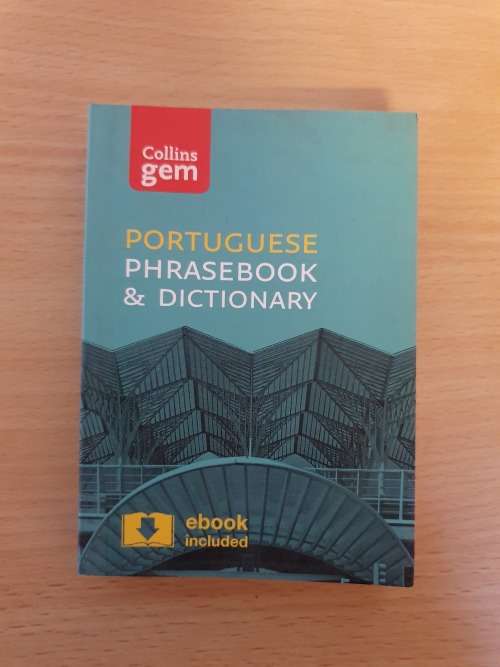 Collins
gem
PORTUGUESE
PHRASEBOOK
& DICTIONARY
ebook
included